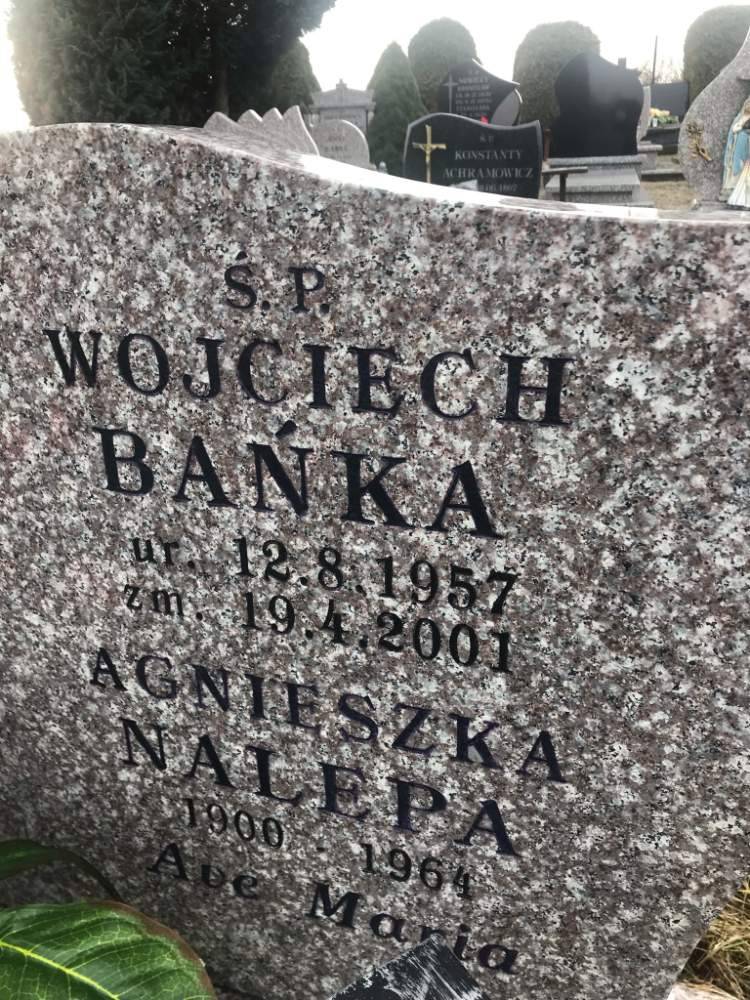 Ś.P.
WOJCIECH
BAŃKA
ur. 12.8.1957
zm. 19.4.2001
AGNIESZKA
NALEPA
1900 - 1964
Ave Maria
Ś.P.
KONSTANTY
ACHRAMOWICZ